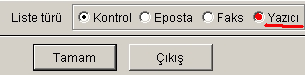 Liste türü Kontrol Eposta Faks Yazıcı
Tamam Çıkış